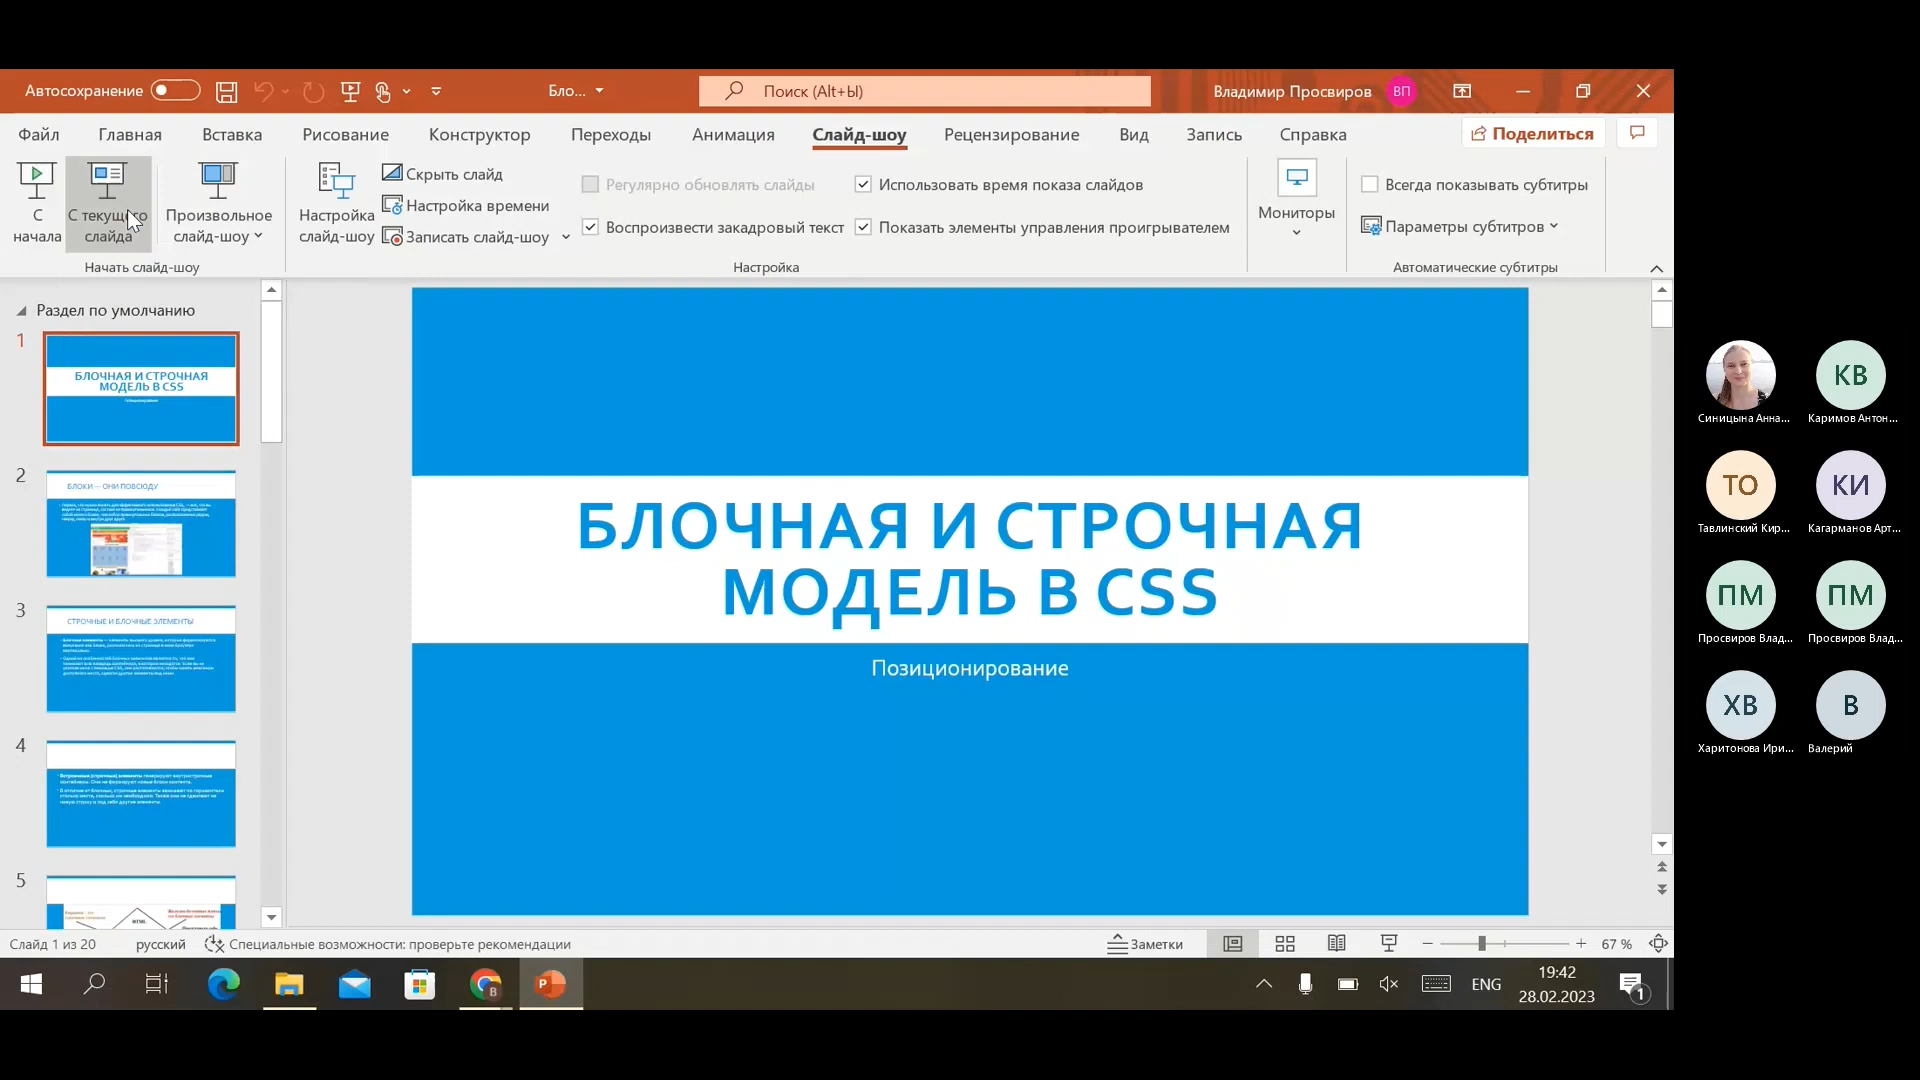 Автосохранение
Бло...
Поиск (Alt+Ы)
Владимир Просвиров
ВП
Файл
Главная
Вставка
Рисование
Конструктор
Переходы
Анимация
Слайд-шоу
Рецензирование
Вид
Запись
Справка
Поделиться
С
начала
С текущего
слайда
Произвольное
слайд-шоу
Начать слайд-шоу
Настройка
слайд-шоу
Скрыть слайд
Настройка времени
Записать слайд-шоу
Регулярно обновлять слайды
Воспроизвести закадровый текст
Использовать время показа слайдов
Показать элементы управления проигрывателем
Настройка
Мониторы
Всегда показывать субтитры
Параметры субтитров
Автоматические субтитры
Раздел по умолчанию
1
БЛОЧНАЯ И СТРОЧНАЯ
МОДЕЛЬ В CSS
Позиционирование
2
БЛОКИ — ОНИ ПОВСЮДУ
3
СТРОЧНЫЕ И БЛОЧНЫЕ ЭЛЕМЕНТЫ
4
5
HTML
БЛОЧНАЯ И СТРОЧНАЯ
МОДЕЛЬ В CSS
Позиционирование
Синицына Анна...
КВ
Каримов Антон...
ТО
Тавлинский Кир...
КИ
Кагарманов Арт...
ПМ
Просвиров Влад...
ПМ
Просвиров Влад...
ХВ
Харитонова Ири...
В
Валерий
Слайд 1 из 20
русский
Специальные возможности: проверьте рекомендации
Заметки
67 %
ENG
19:42
28.02.2023
1